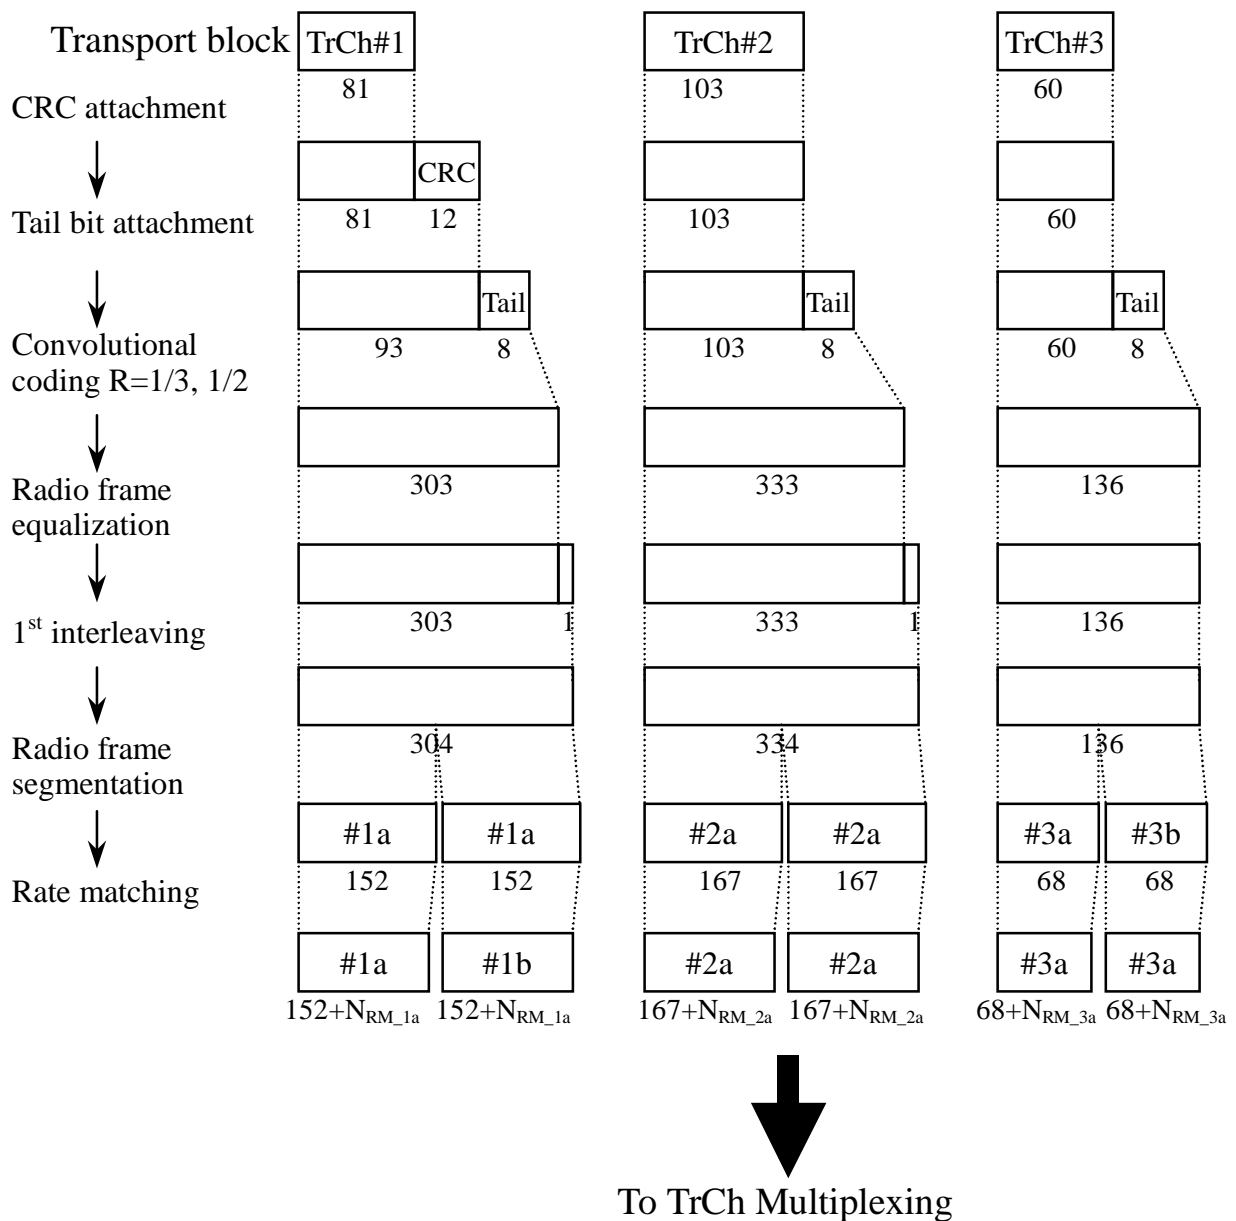 Transport block TrCh#1 TrCh#2 TrCh#3
81 103 60
CRC attachment
CRC
81 12 103 60
Tail bit attachment
Tail Tail Tail
93 8 103 8 60 8
Convolutional
coding R=1/3, 1/2
303 333 136
Radio frame
equalization
303 1 333 1 136
1st interleaving
304 334 136
Radio frame
segmentation
#1a #1a #2a #2a #3a #3b
152 152 167 167 68 68
Rate matching
#1a #1b #2a #2a #3a #3a
152+NRM_1a 152+NRM_1a 167+NRM_2a 167+NRM_2a 68+NRM_3a 68+NRM_3a
To TrCh Multiplexing